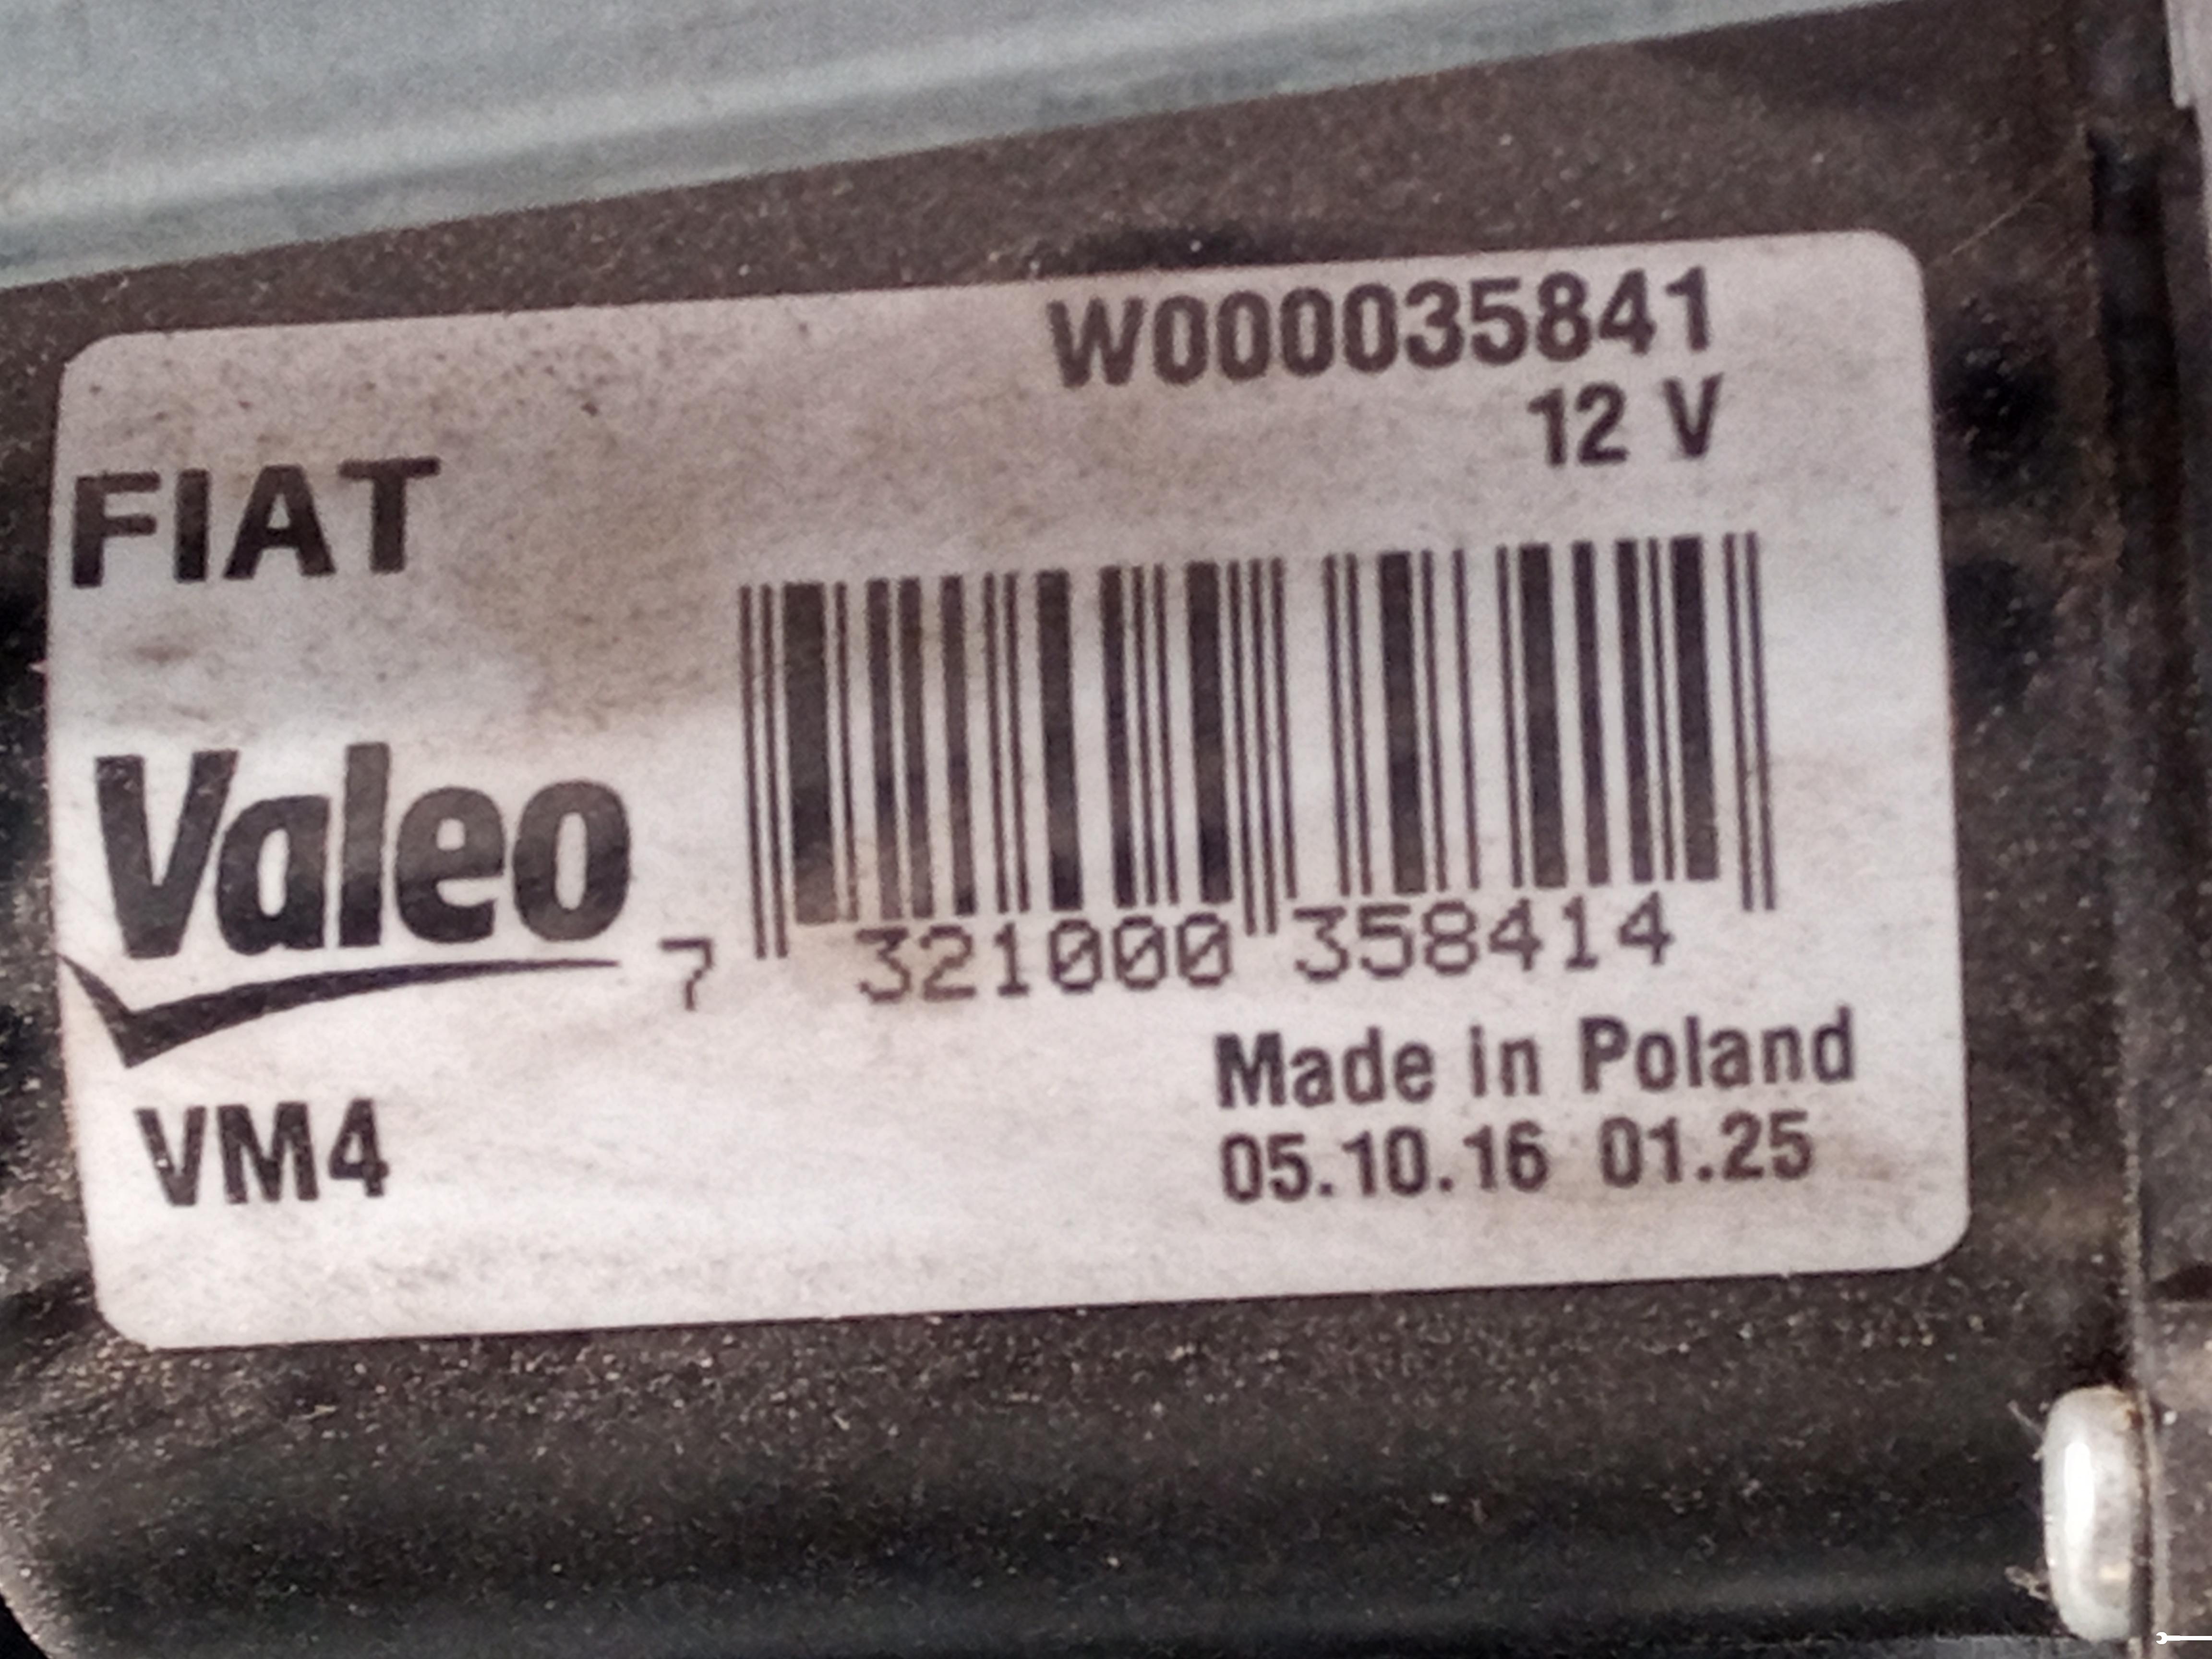 W000035841
12 V
FIAT
Valeo
7 321000 358414
Made in Poland
VM4
05.10.16 01.25